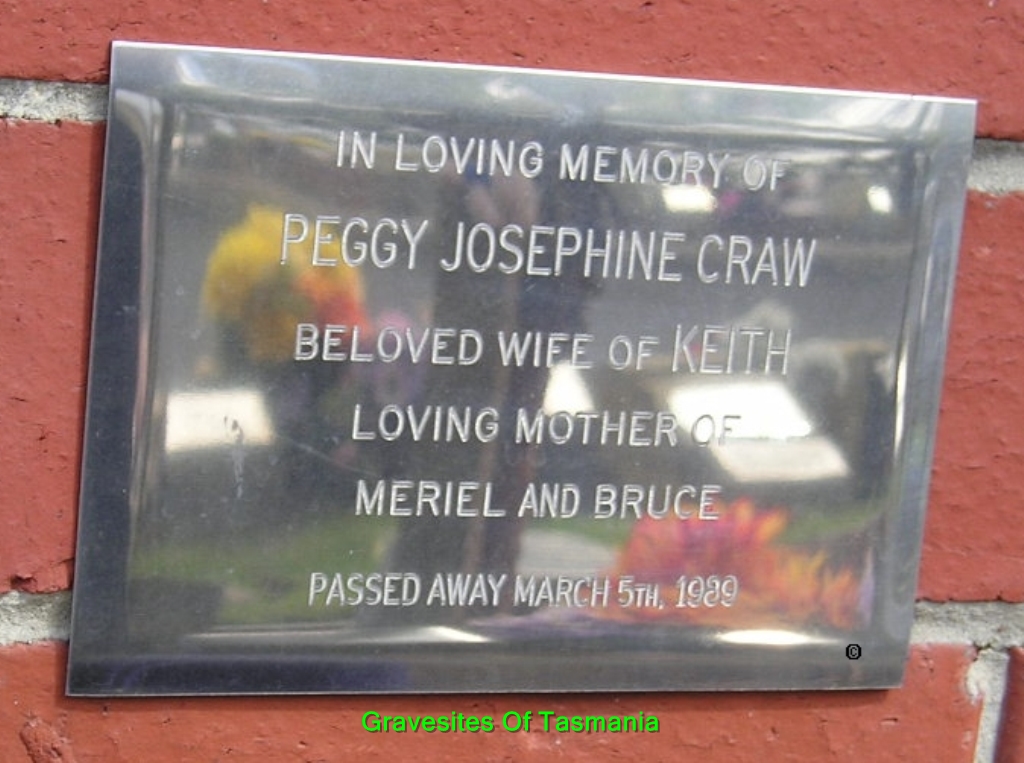 IN LOVING MEMORY OF
PEGGY JOSEPHINE CRAW
BELOVED WIFE OF KEITH
LOVING MOTHER OF
MERIEL AND BRUCE
PASSED AWAY MARCH 5TH, 1989
©
Gravesites Of Tasmania